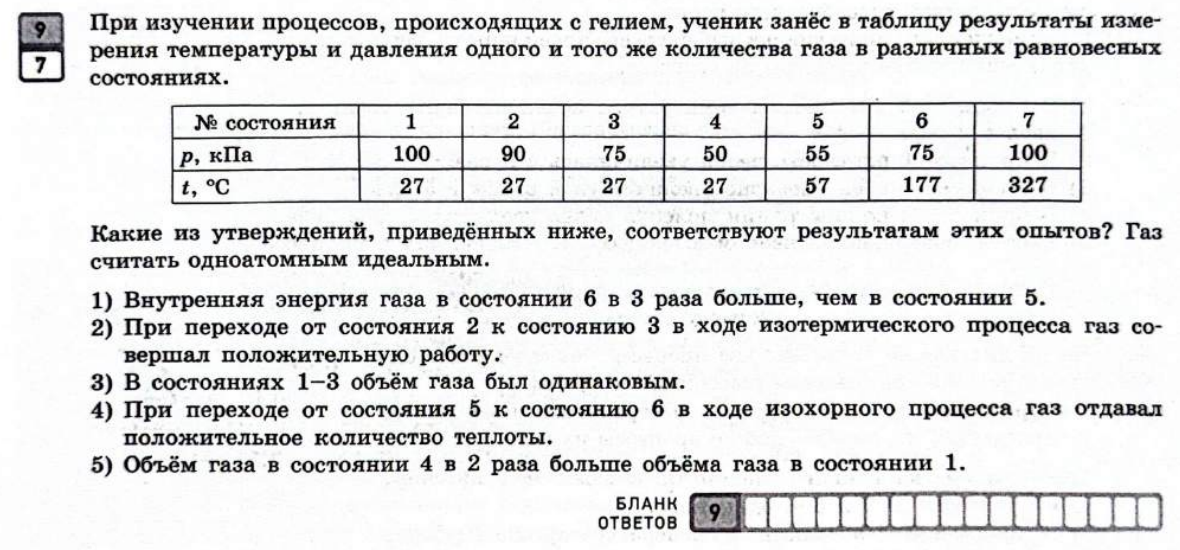 9
7
При изучении процессов, происходящих с гелием, ученик занёс в таблицу результаты изме-
рения температуры и давления одного и того же количества газа в различных равновесных
состояниях.
№ состояния 1 2 3 4 5 6 7
p, кПа 100 90 75 50 55 75 100
t, °C 27 27 27 27 57 177 327
Какие из утверждений, приведённых ниже, соответствуют результатам этих опытов? Газ
считать одноатомным идеальным.
1) Внутренняя энергия газа в состоянии 6 в 3 раза больше, чем в состоянии 5.
2) При переходе от состояния 2 к состоянию 3 в ходе изотермического процесса газ со-
вершал положительную работу.
3) В состояниях 1–3 объём газа был одинаковым.
4) При переходе от состояния 5 к состоянию 6 в ходе изохорного процесса газ отдавал
положительное количество теплоты.
5) Объём газа в состоянии 4 в 2 раза больше объёма газа в состоянии 1.
БЛАНК
ОТВЕТОВ 9